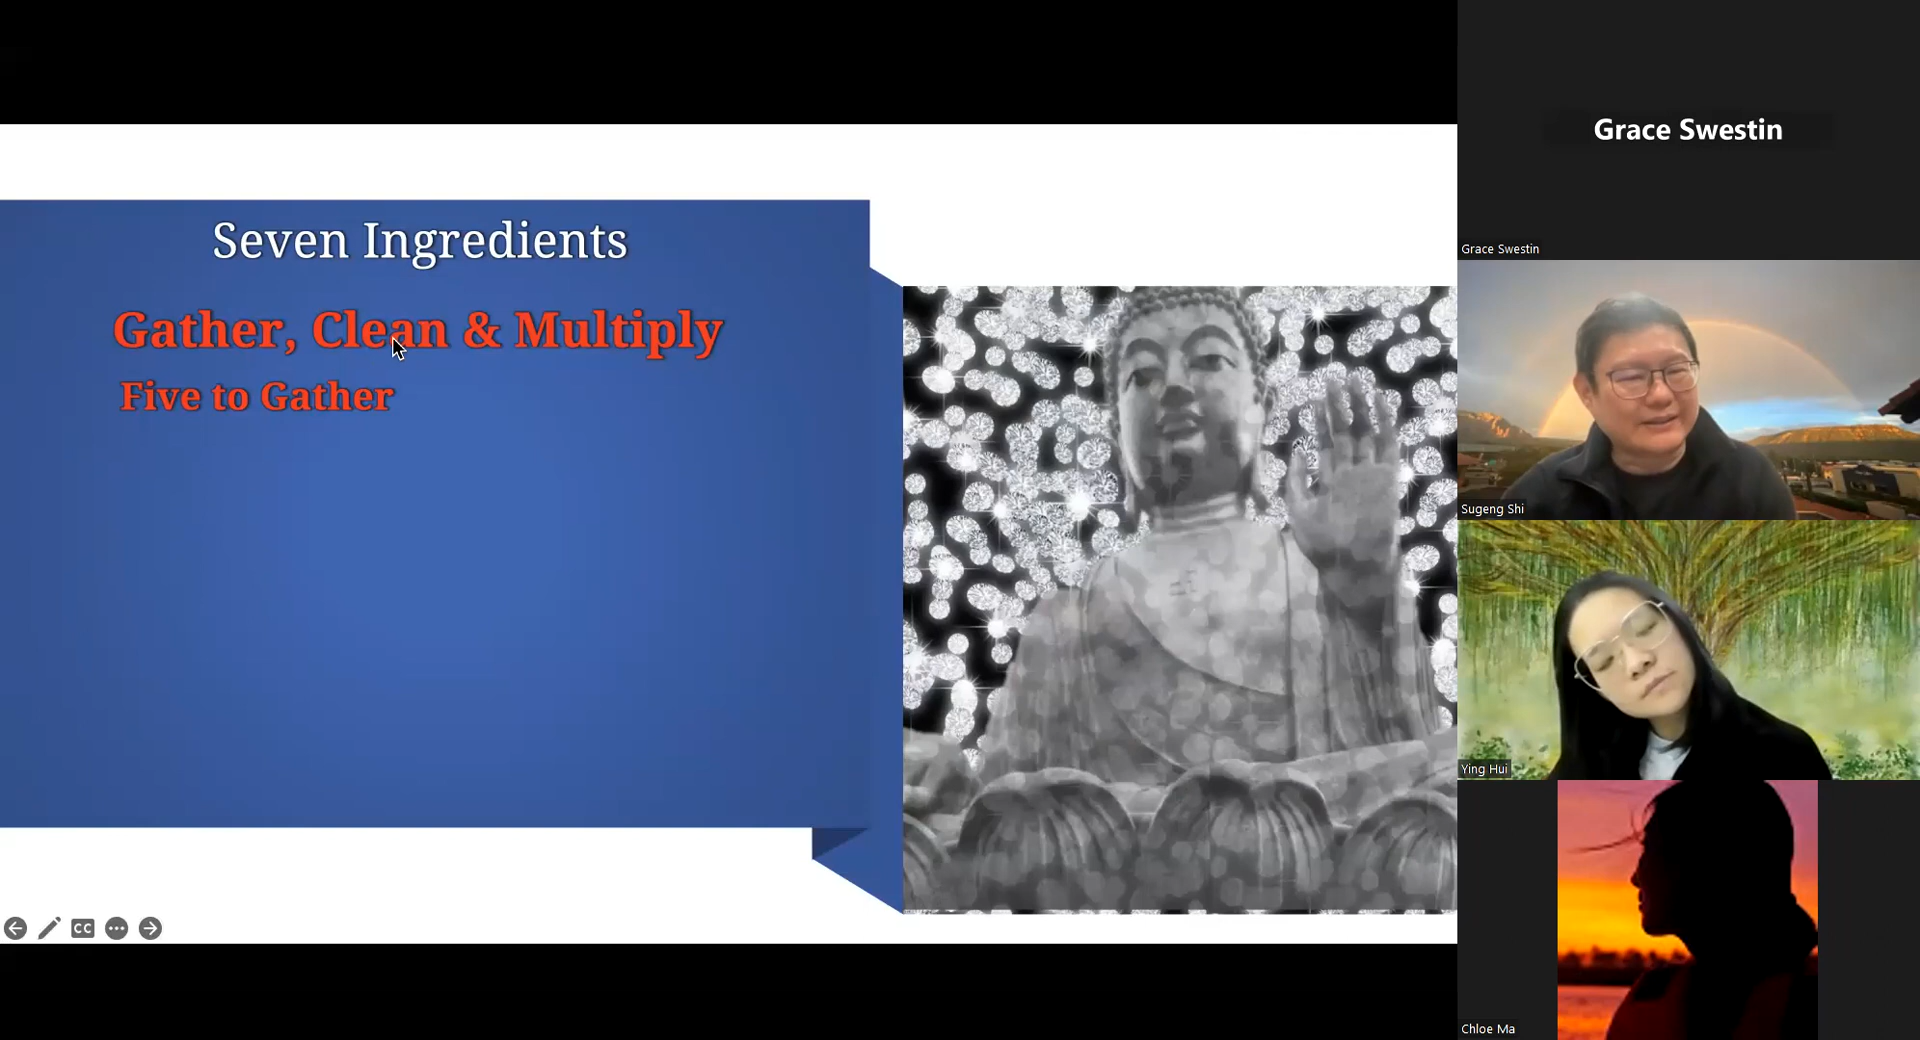 Seven Ingredients
Gather, Clean & Multiply
Five to Gather
CC
Grace Swestin
Grace Swestin
Sugeng Shi
Ying Hui
Chloe Ma